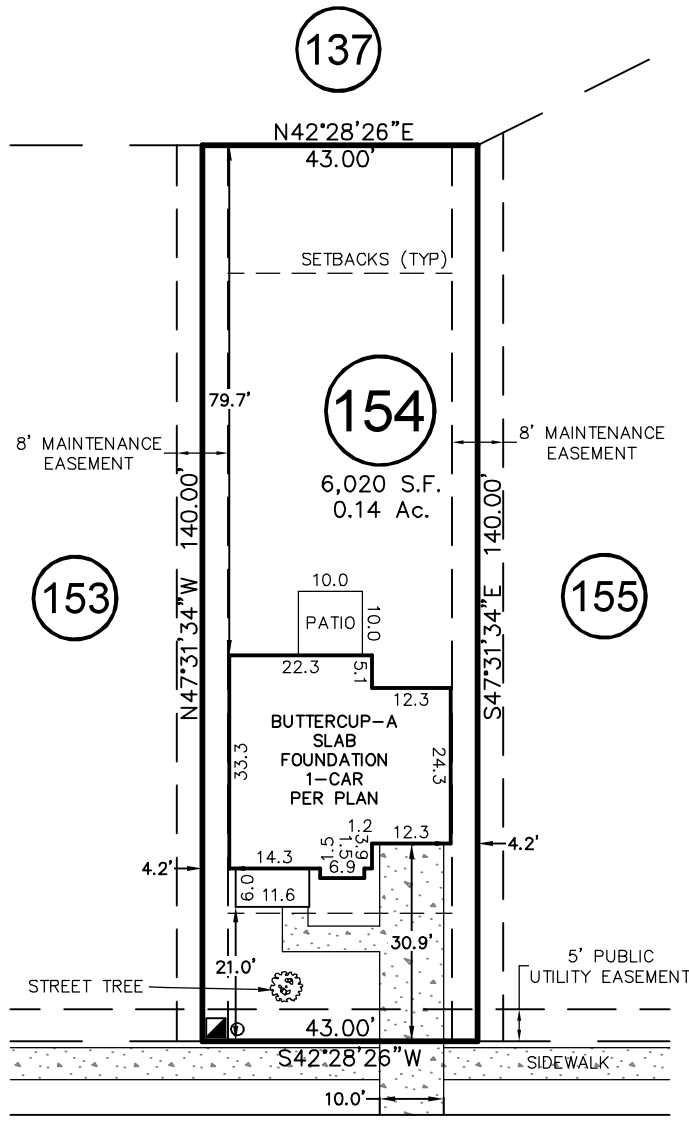 137
N42°28'26"E
43.00'
SETBACKS (TYP)
79.7'
154
8' MAINTENANCE
EASEMENT
8' MAINTENANCE
EASEMENT
6,020 S.F.
0.14 Ac.
N47°31'34"W 140.00'
S47°31'34"E 140.00'
153
155
10.0
PATIO
10.0
22.3
5.1
12.3
BUTTERCUP-A
SLAB
FOUNDATION
1-CAR
PER PLAN
33.3
24.3
1.2
1.5
1.5
3.9
12.3
4.2'
14.3
6.9
4.2'
6.0
11.6
30.9'
21.0'
5' PUBLIC
UTILITY EASEMENT
STREET TREE
43.00'
S42°28'26"W
SIDEWALK
10.0'